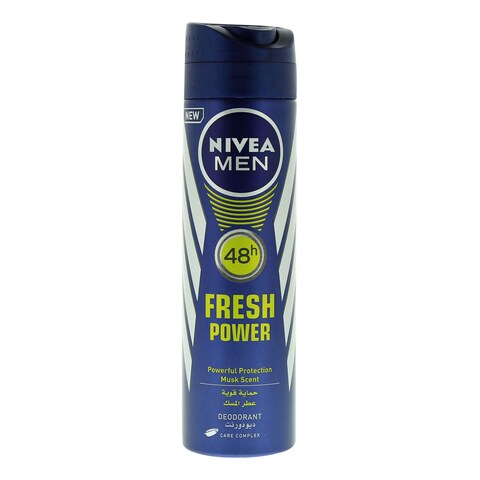 NEW
NIVEA
MEN
48h
FRESH
POWER
Powerful Protection
Musk Scent
حماية قوية
عطر المسك
DEODORANT
ديودورنت
CARE COMPLEX